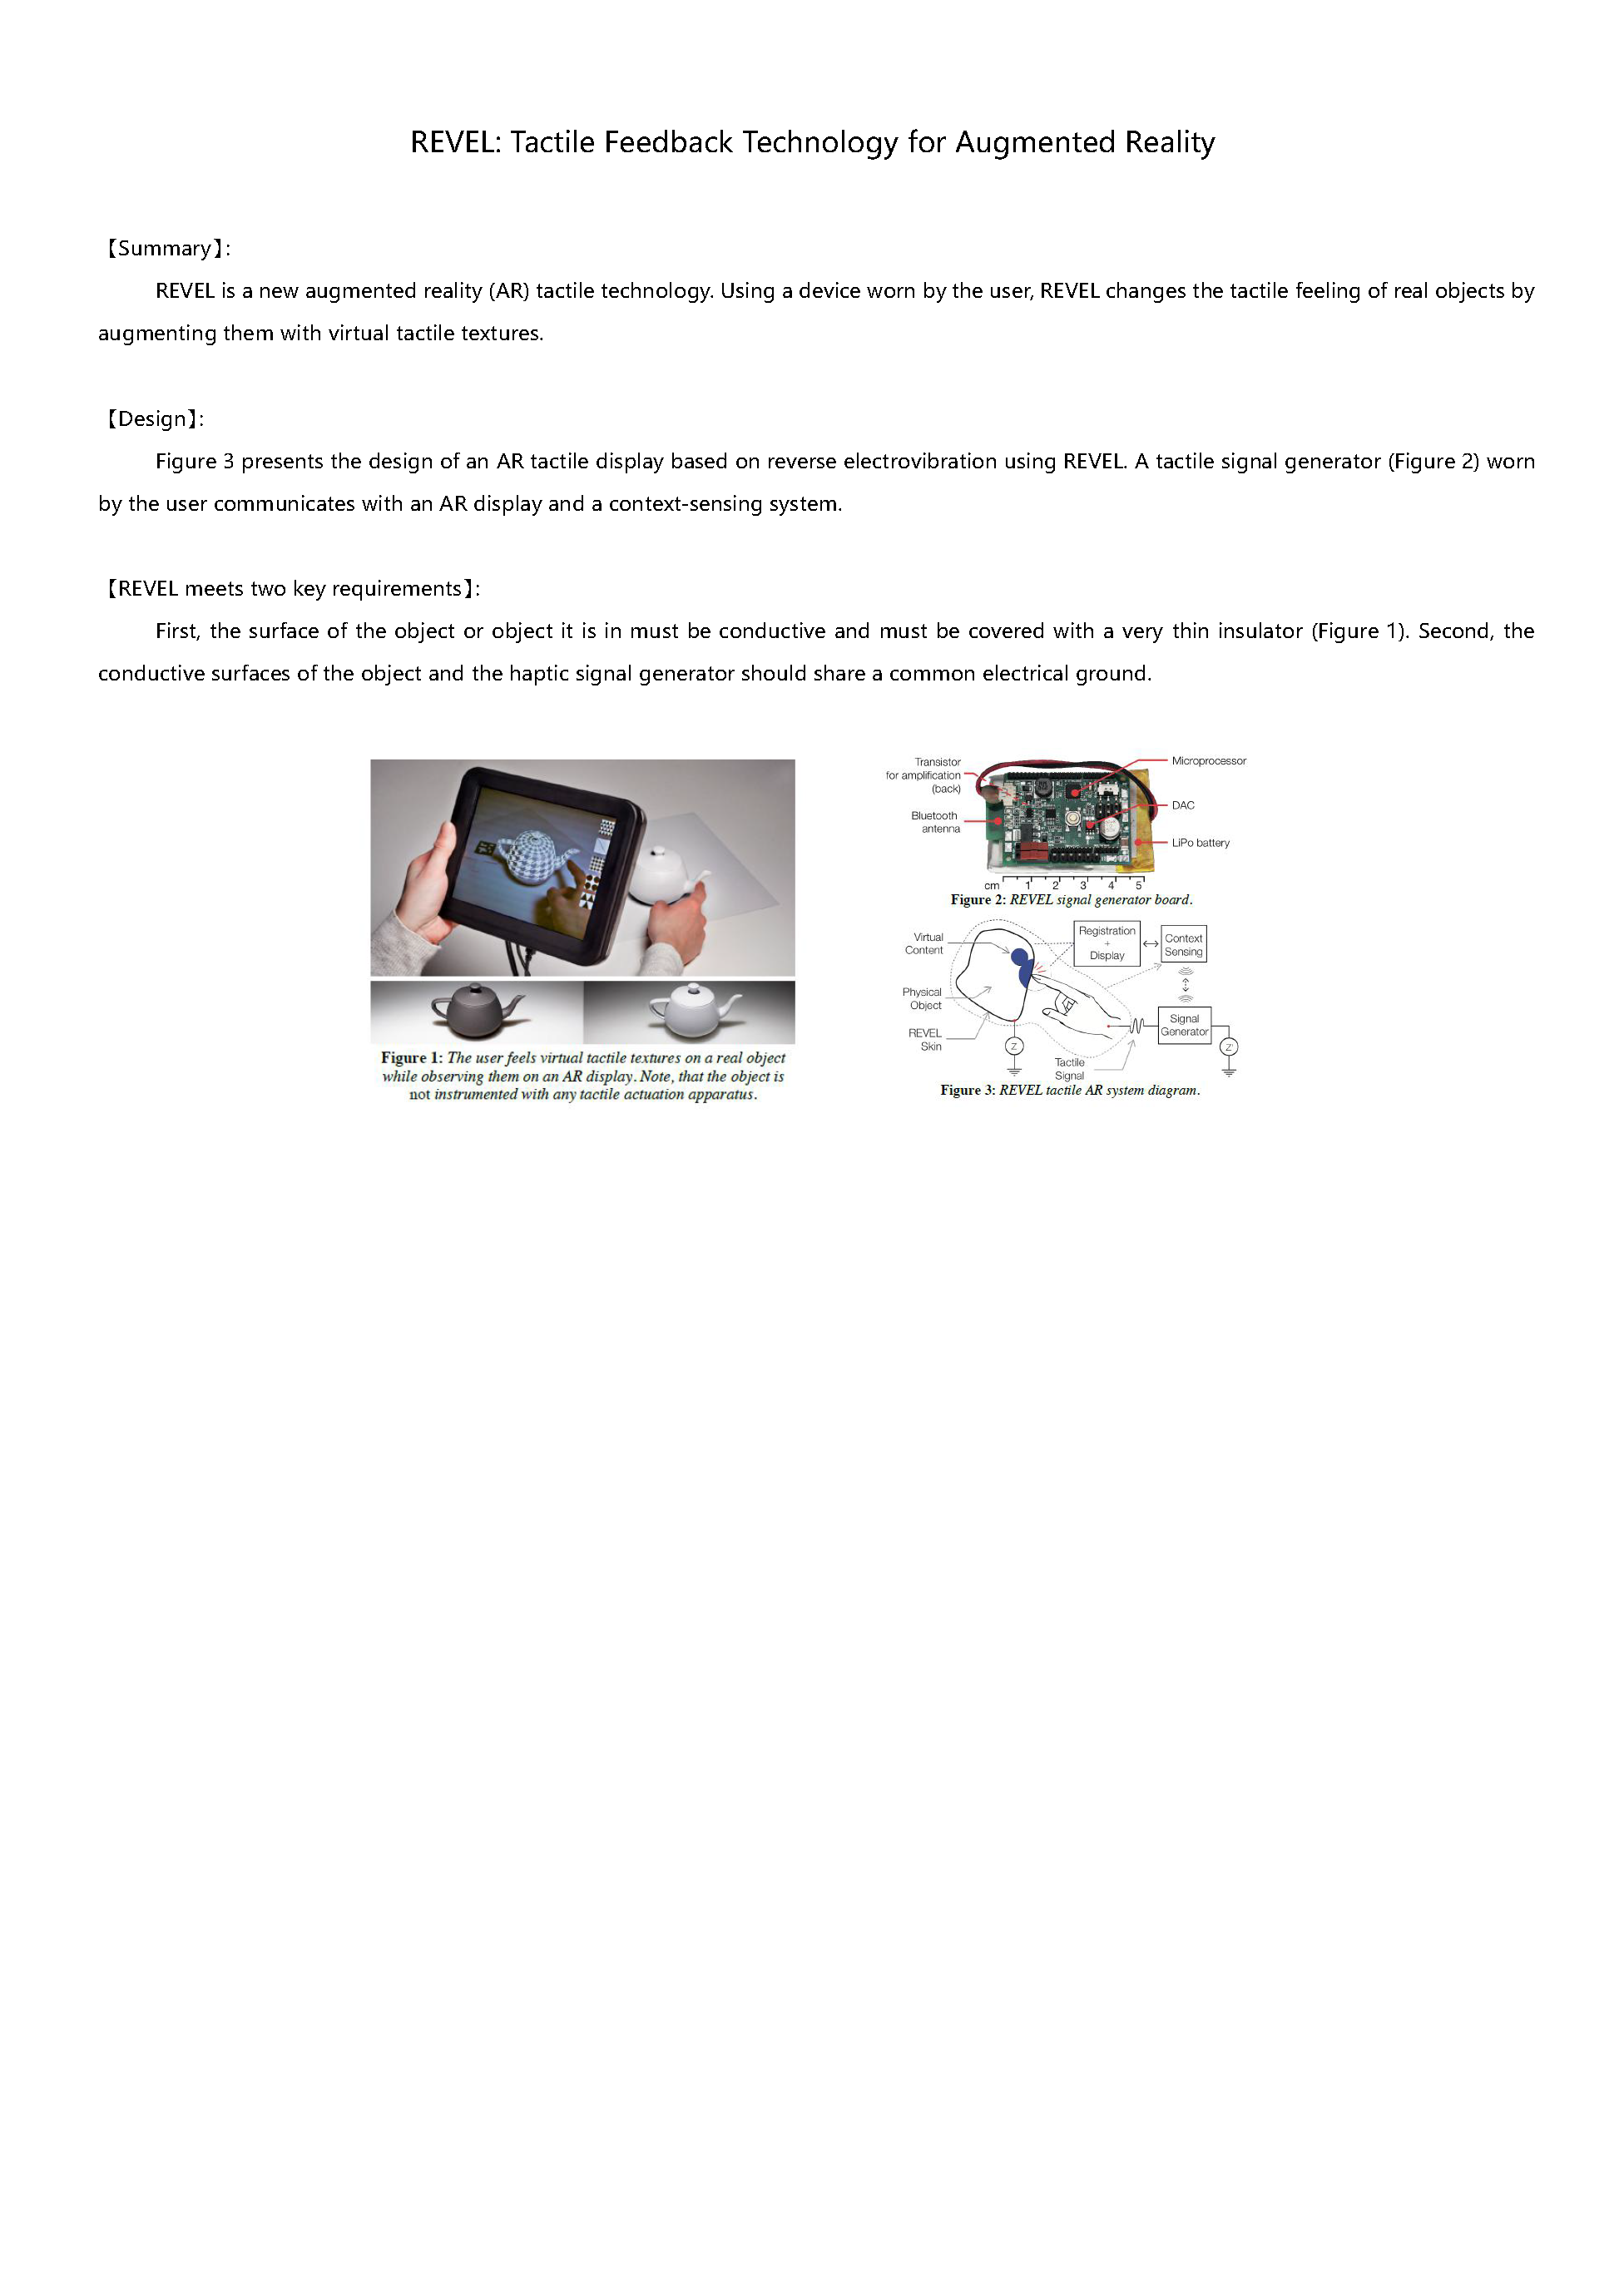 REVEL: Tactile Feedback Technology for Augmented Reality
【Summary】:
REVEL is a new augmented reality (AR) tactile technology. Using a device worn by the user, REVEL changes the tactile feeling of real objects by
augmenting them with virtual tactile textures.
【Design】:
Figure 3 presents the design of an AR tactile display based on reverse electrovibration using REVEL. A tactile signal generator (Figure 2) worn
by the user communicates with an AR display and a context-sensing system.
【REVEL meets two key requirements】:
First, the surface of the object or object it is in must be conductive and must be covered with a very thin insulator (Figure 1). Second, the
conductive surfaces of the object and the haptic signal generator should share a common electrical ground.
Figure 1: The user feels virtual tactile textures on a real object
while observing them on an AR display. Note, that the object is
not instrumented with any tactile actuation apparatus.
Transistor
for amplification
(back)
Bluetooth
antenna
Microprocessor
DAC
LiPo battery
cm 1 2 3 4 5
Figure 2: REVEL signal generator board.
Virtual
Content
Physical
Object
REVEL
Skin
Registration
+
Display
Context
Sensing
Signal
Generator
Z
Z'
Tactile
Signal
Figure 3: REVEL tactile AR system diagram.